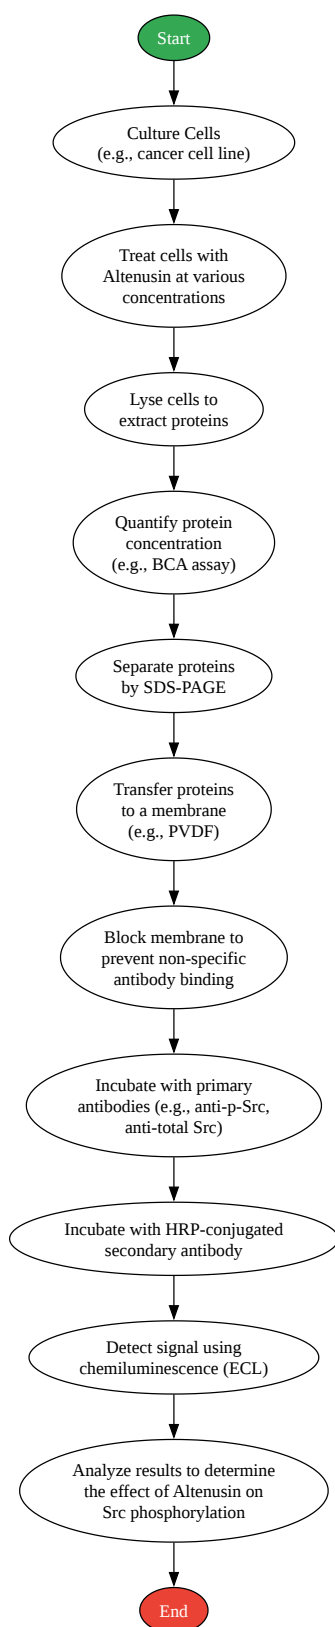 Start
Culture Cells
(e.g., cancer cell line)
Treat cells with
Altenusin at various
concentrations
Lyse cells to
extract proteins
Quantify protein
concentration
(e.g., BCA assay)
Separate proteins
by SDS-PAGE
Transfer proteins
to a membrane
(e.g., PVDF)
Block membrane to
prevent non-specific
antibody binding
Incubate with primary
antibodies (e.g., anti-p-Src,
anti-total Src)
Incubate with HRP-conjugated
secondary antibody
Detect signal using
chemiluminescence (ECL)
Analyze results to determine
the effect of Altenusin on
Src phosphorylation
End